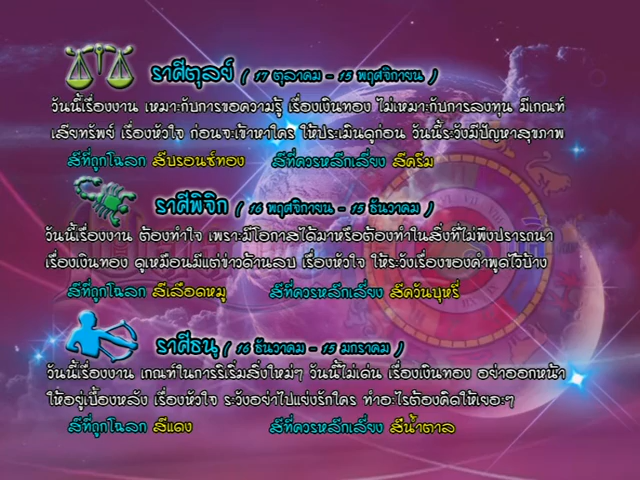 ราศีตุลย์ ( 17 ตุลาคม - 15 พฤศจิกายน )
วันนี้เรื่องงาน เหมาะกับการขอความรู้ เรื่องเงินทอง ไม่เหมาะกับการลงทุน มีเกณฑ์
เสียทรัพย์ เรื่องหัวใจ ก่อนจะเข้าหาใคร ให้ประเมินดูก่อน วันนี้ระวังมีปัญหาสุขภาพ
สีที่ถูกโฉลก สีบรอนซ์ทอง สีที่ควรหลีกเลี่ยง สีครีม
ราศีพิจิก ( 16 พฤศจิกายน - 15 ธันวาคม )
วันนี้เรื่องงาน ต้องทำใจ เพราะมีโอกาสได้มาหรือต้องทำในสิ่งที่ไม่พึงปรารถนา
เรื่องเงินทอง ดูเหมือนมีแต่ข่าวด้านลบ เรื่องหัวใจ ให้ระวังเรื่องของคำพูดไว้บ้าง
สีที่ถูกโฉลก สีเลือดหมู สีที่ควรหลีกเลี่ยง สีควันบุหรี่
ราศีธนู ( 16 ธันวาคม - 15 มกราคม )
วันนี้เรื่องงาน เกณฑ์ในการริเริ่มสิ่งใหม่ๆ วันนี้ไม่เด่น เรื่องเงินทอง อย่าออกหน้า
ให้อยู่เบื้องหลัง เรื่องหัวใจ ระวังอย่าไปแย่งรักใคร ทำอะไรต้องคิดให้เยอะๆ
สีที่ถูกโฉลก สีแดง สีที่ควรหลีกเลี่ยง สีน้ำตาล